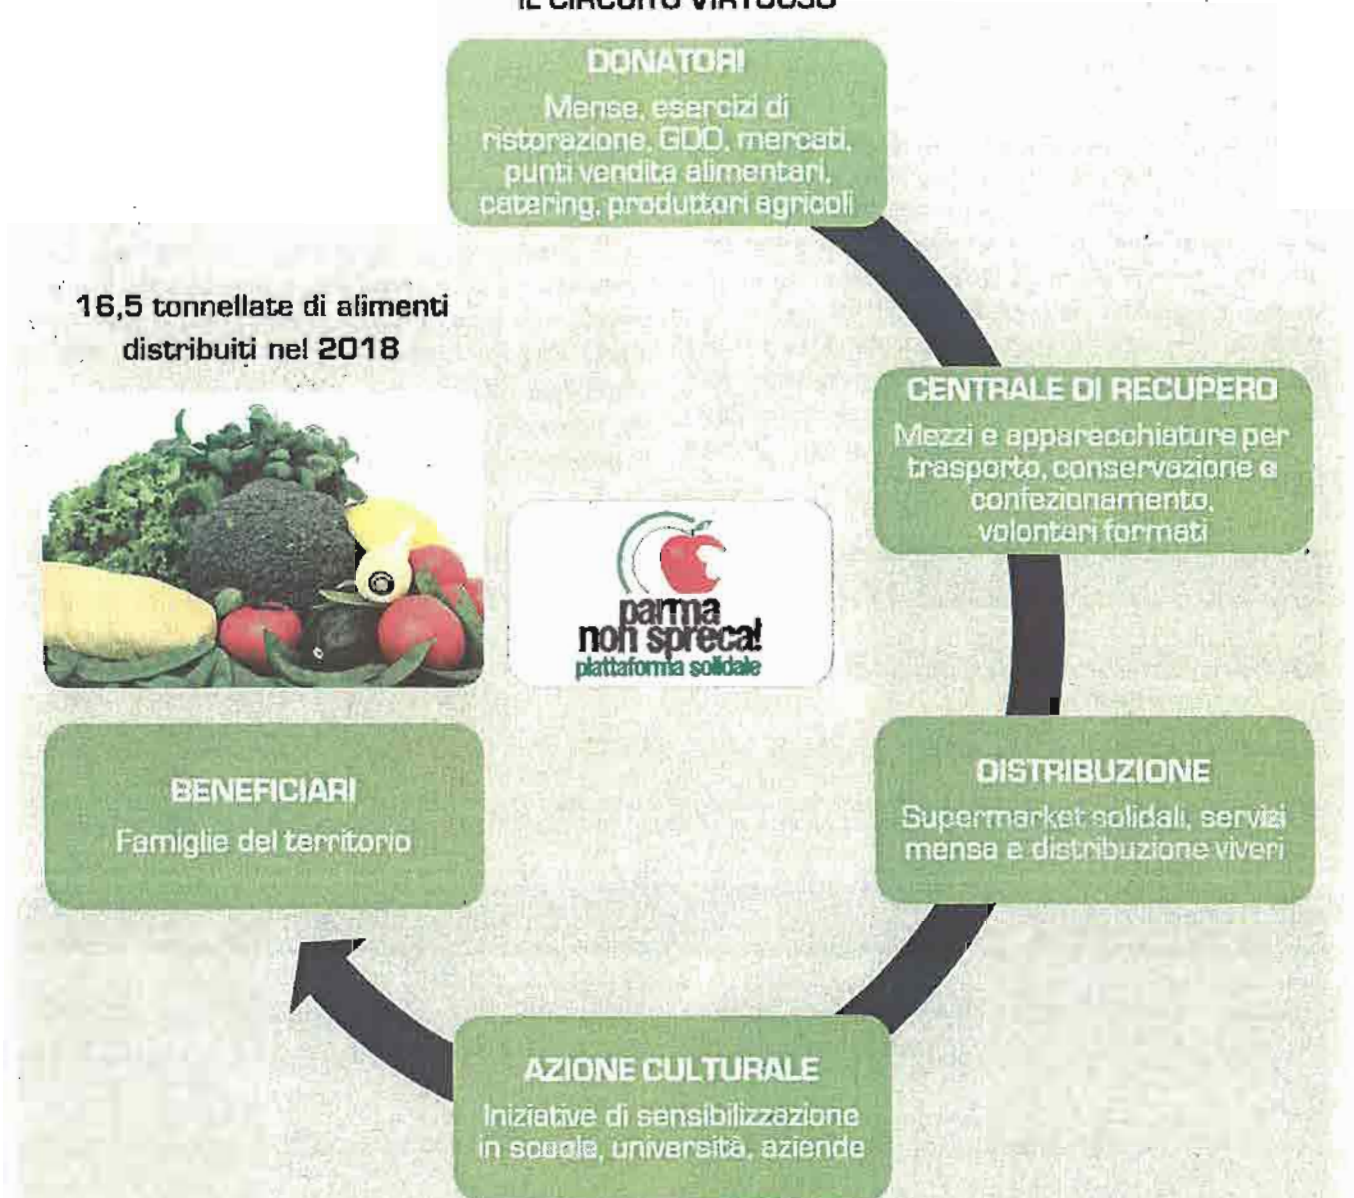 IL CIRCUITO VIRTUOSO
DONATORI
Mense, esercizi di
ristorazione, GDO, mercati,
punti vendita alimentari,
catering, produttori agricoli
16,5 tonnellate di alimenti
distribuiti nel 2018
CENTRALE DI RECUPERO
Mezzi e apparecchiature per
trasporto, conservazione e
confezionamento,
volontari formati
parma
non spreca!
piattaforma solidale
BENEFICIARI
Famiglie del territorio
DISTRIBUZIONE
Supermarket solidali, servizi
mensa e distribuzione viveri
AZIONE CULTURALE
Iniziative di sensibilizzazione
in scuole, università, aziende